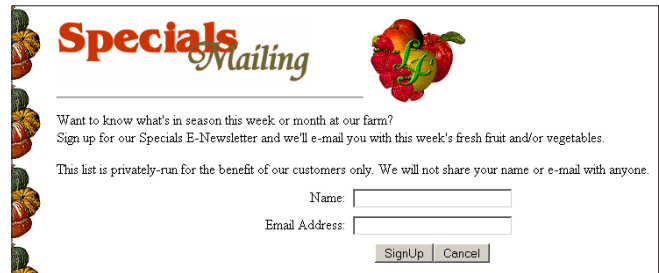 Specials
Mailing
Want to know what's in season this week or month at our farm?
Sign up for our Specials E-Newsletter and we'll e-mail you with this week's fresh fruit and/or vegetables.
This list is privately-run for the benefit of our customers only. We will not share your name or e-mail with anyone.
Name:
Email Address:
SignUp Cancel